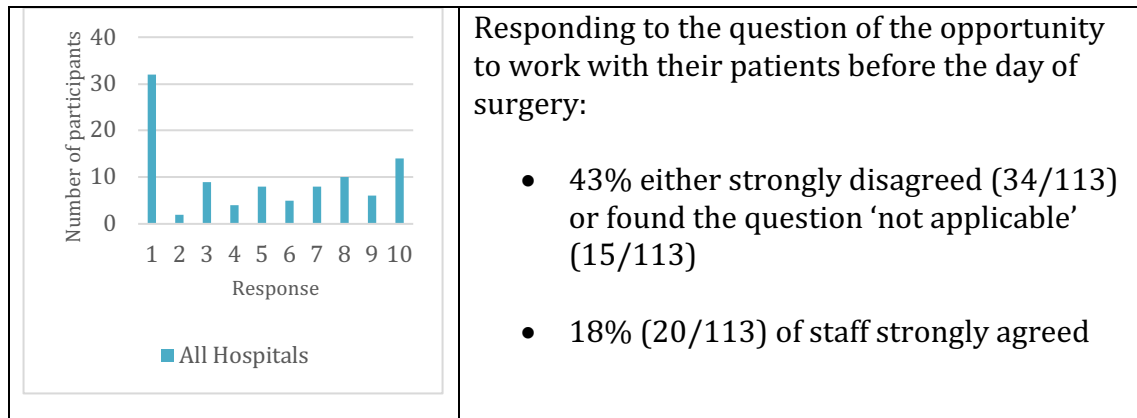 40
30
20
10
0
Number of participants
1 2 3 4 5 6 7 8 9 10
Response
All Hospitals
Responding to the question of the opportunity
to work with their patients before the day of
surgery:
• 43% either strongly disagreed (34/113)
or found the question ‘not applicable’
(15/113)
• 18% (20/113) of staff strongly agreed